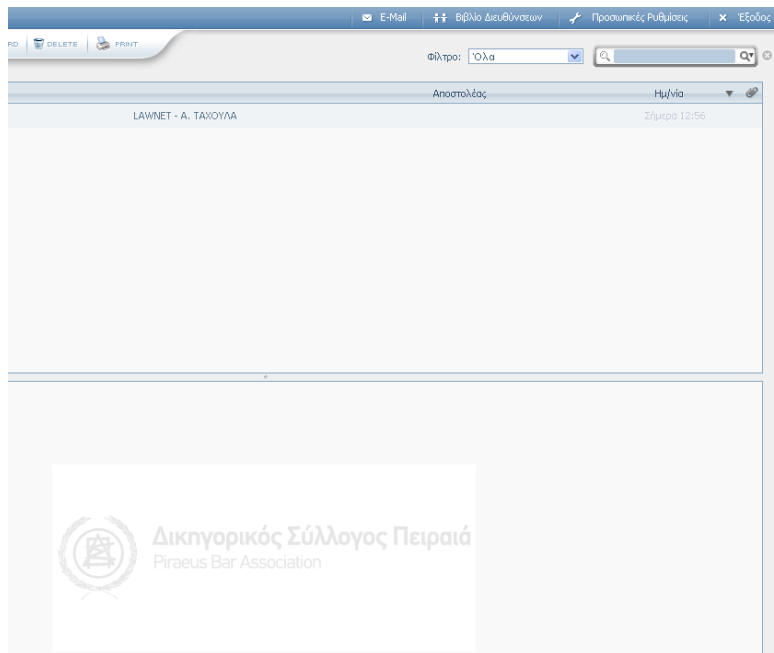 E-Mail Βιβλίο Διευθύνσεων Προσωπικές Ρυθμίσεις Έξοδος
RD DELETE PRINT
Φίλτρο: Όλα
Αποστολέας Ημ/νία
LAWNET - Α. ΤΑΧΟΥΛΑ Σήμερα 12:56
Δικηγορικός Σύλλογος Πειραιά
Piraeus Bar Association